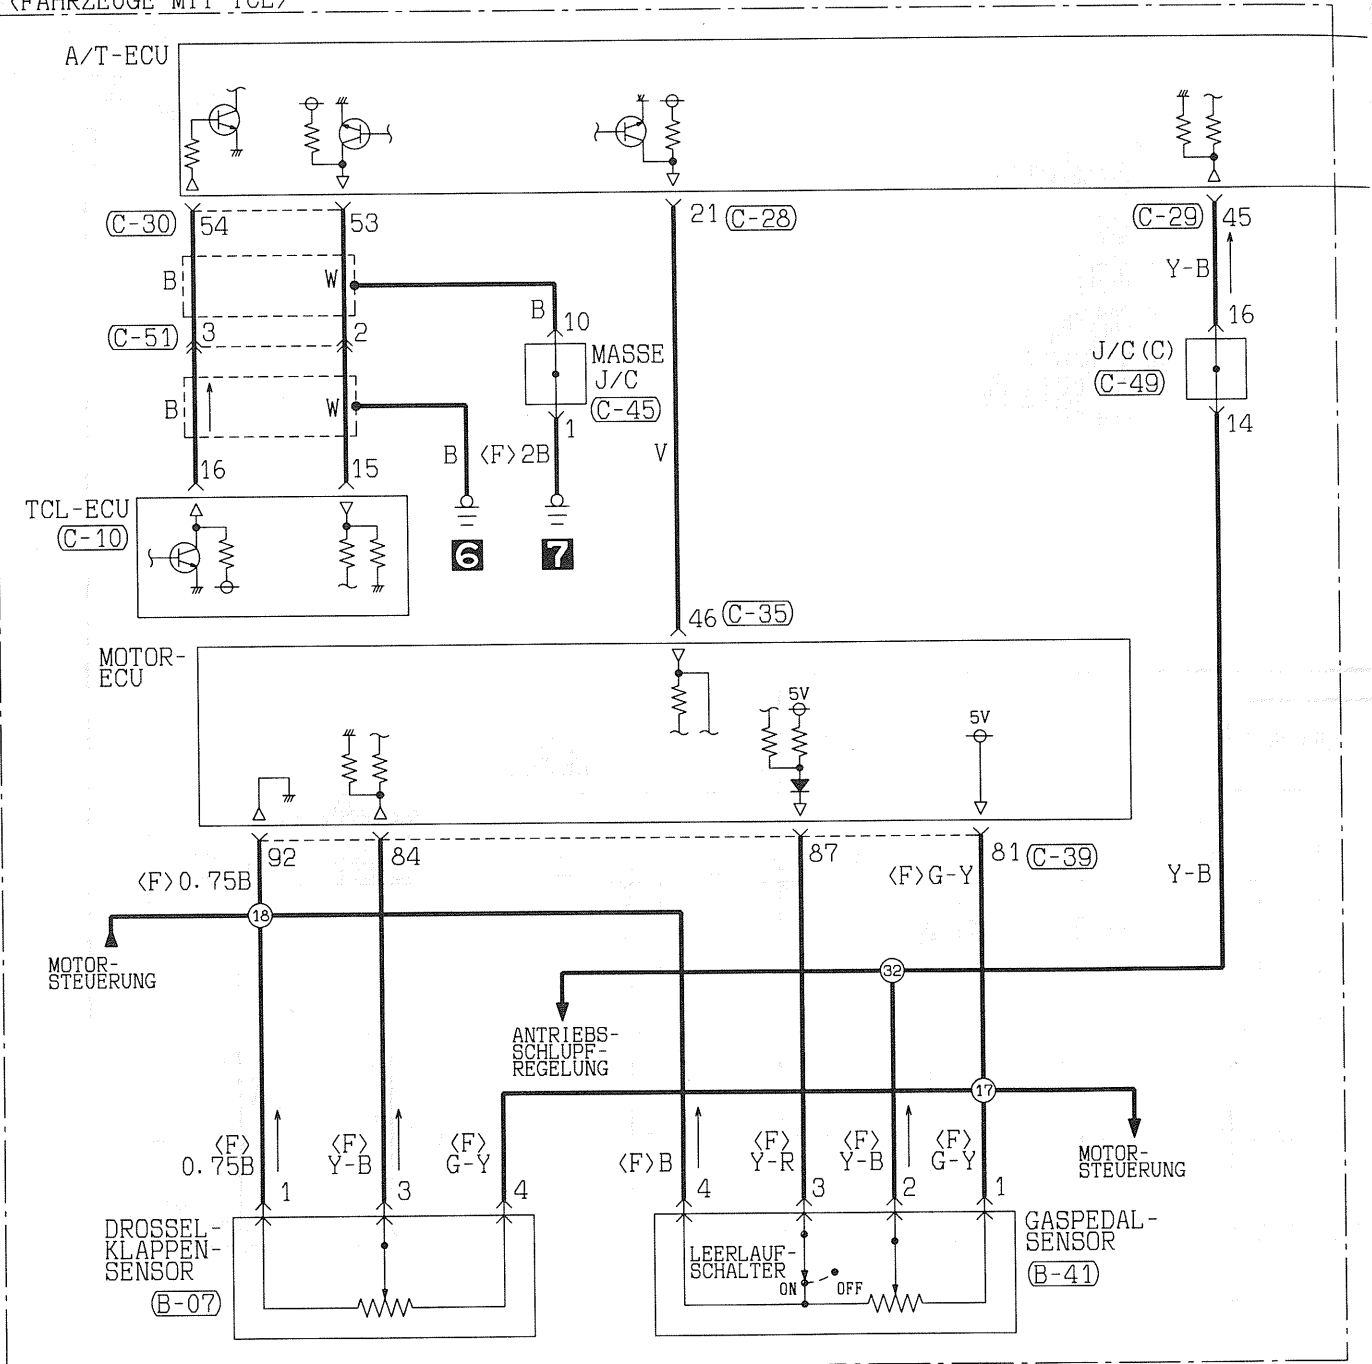 <FAHRZEUGE MIT TCL>
A/T-ECU
C-30
54
53
21
C-28
C-29
45
B
W
B
10
Y-B
16
C-51
3
2
MASSE
J/C
C-45
J/C(C)
C-49
B
W
1
14
B
<F>2B
V
16
15
TCL-ECU
C-10
6
7
46
C-35
MOTOR-
ECU
5V
5V
92
84
87
81
C-39
<F>0.75B
<F>G-Y
Y-B
18
MOTOR-
STEUERUNG
32
ANTRIEBS-
SCHLUPF-
REGELUNG
17
MOTOR-
STEUERUNG
<F>
0.75B
<F>
Y-B
<F>
G-Y
<F>B
<F>
Y-R
<F>
Y-B
<F>
G-Y
1
3
4
4
3
2
1
DROSSEL-
KLAPPEN-
SENSOR
B-07
LEERLAUF-
SCHALTER
ON
OFF
GASPEDAL-
SENSOR
B-41